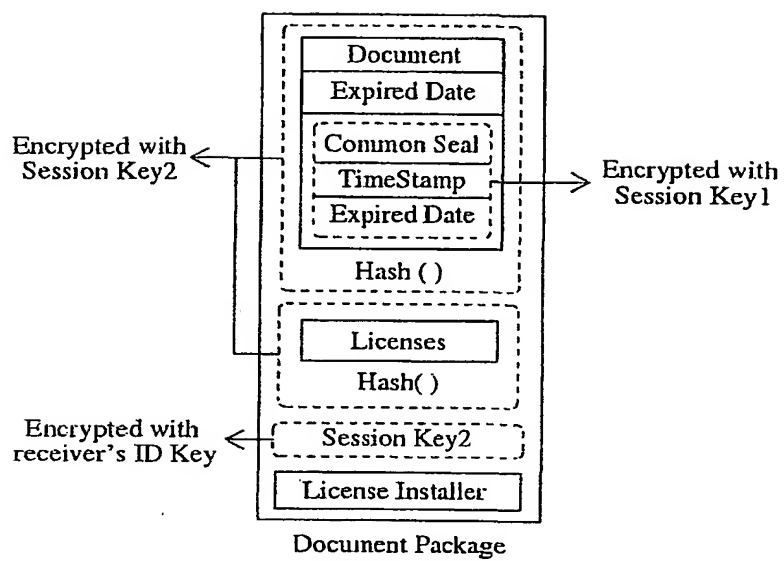 Document
Expired Date
Encrypted with
Session Key2
Common Seal
TimeStamp
Expired Date
Encrypted with
Session Key1
Hash ( )
Licenses
Hash( )
Encrypted with
receiver's ID Key
Session Key2
License Installer
Document Package